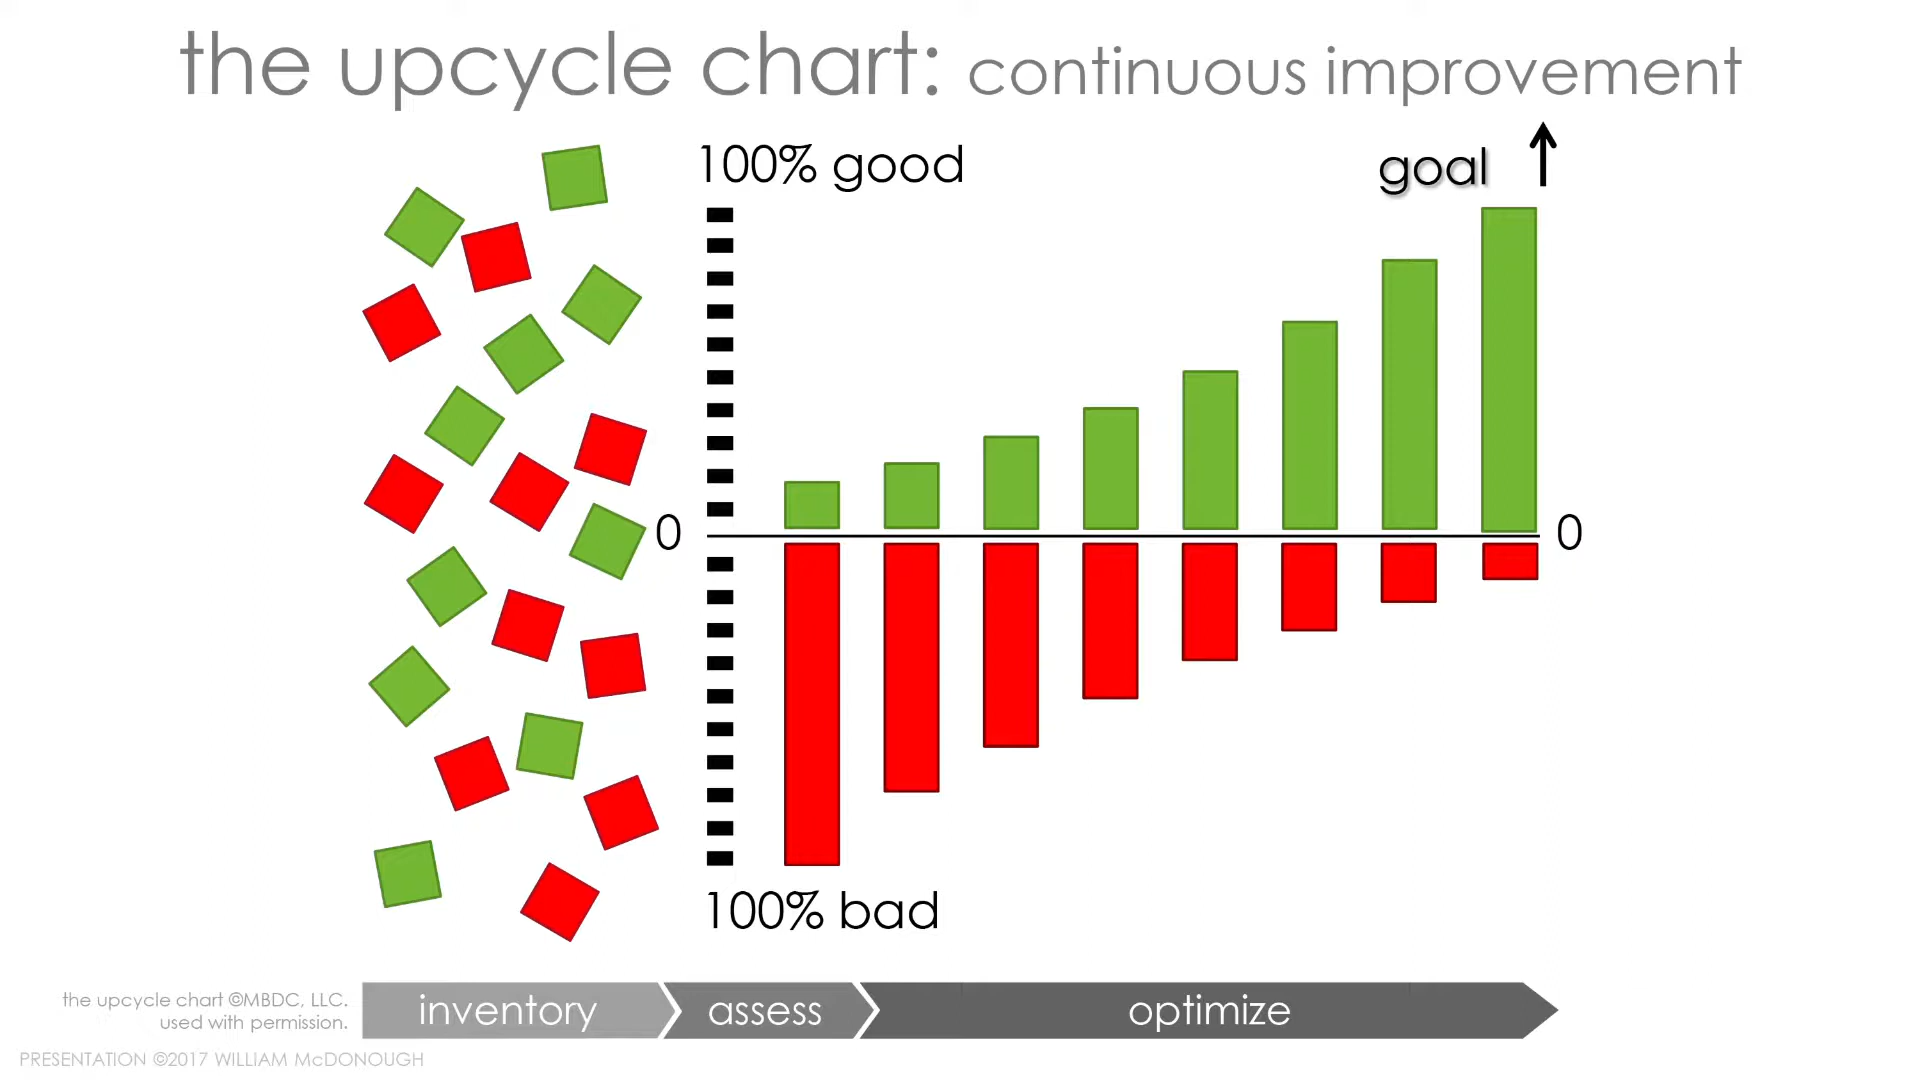 the upcycle chart: continuous improvement
100% good
goal
0
0
100% bad
the upcycle chart ©MBDC, LLC.
used with permission.
inventory
assess
optimize
PRESENTATION ©2017 WILLIAM McDONOUGH